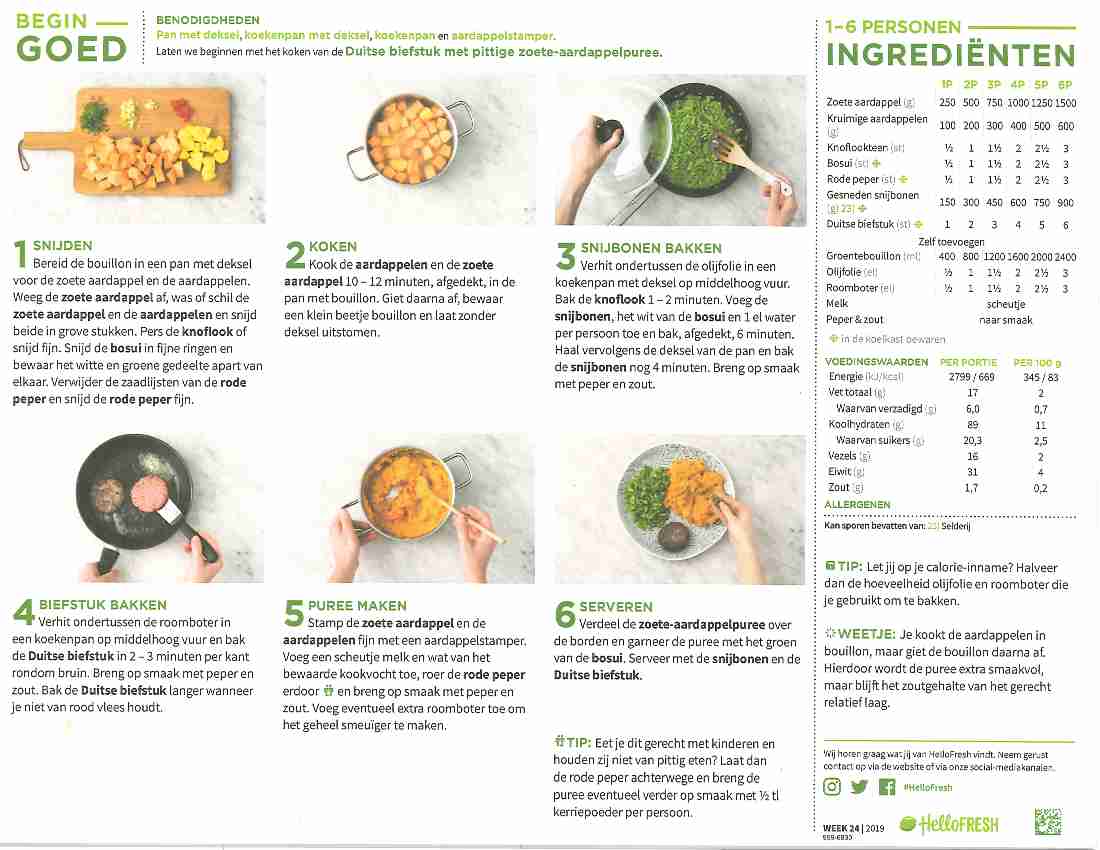 BEGIN
GOED
BENODIGDHEDEN
Pan met deksel, koekenpan met deksel, koekenpan en aardappelstamper.
Laten we beginnen met het koken van de Duitse biefstuk met pittige zoete-aardappelpuree.
1 SNIJDEN
Bereid de bouillon in een pan met deksel
voor de zoete aardappel en de aardappelen.
Weeg de zoete aardappel af, was of schil de
zoete aardappel en de aardappelen en snijd
beide in grove stukken. Pers de knoflook of
snijd fijn. Snijd de bosui in fijne ringen en
bewaar het witte en groene gedeelte apart van
elkaar. Verwijder de zaadlijsten van de rode
peper en snijd de rode peper fijn.
2 KOKEN
Kook de aardappelen en de zoete
aardappel 10 – 12 minuten, afgedekt, in de
pan met bouillon. Giet daarna af, bewaar
een klein beetje bouillon en laat zonder
deksel uitstomen.
3 SNIJBONEN BAKKEN
Verhit ondertussen de olijfolie in een
koekenpan met deksel op middelhoog vuur.
Bak de knoflook 1 – 2 minuten. Voeg de
snijbonen, het wit van de bosui en 1 el water
per persoon toe en bak, afgedekt, 6 minuten.
Haal vervolgens de deksel van de pan en bak
de snijbonen nog 4 minuten. Breng op smaak
met peper en zout.
4 BIEFSTUK BAKKEN
Verhit ondertussen de roomboter in
een koekenpan op middelhoog vuur en bak
de Duitse biefstuk in 2 – 3 minuten per kant
rondom bruin. Breng op smaak met peper en
zout. Bak de Duitse biefstuk langer wanneer
je niet van rood vlees houdt.
5 PUREE MAKEN
Stamp de zoete aardappel en de
aardappelen fijn met een aardappelstamper.
Voeg een scheutje melk en wat van het
bewaarde kookvocht toe, roer de rode peper
erdoor en breng op smaak met peper en
zout. Voeg eventueel extra roomboter toe om
het geheel smeuïger te maken.
6 SERVEREN
Verdeel de zoete-aardappelpuree over
de borden en garneer de puree met het groen
van de bosui. Serveer met de snijbonen en de
Duitse biefstuk.
TIP: Eet je dit gerecht met kinderen en
houden zij niet van pittig eten? Laat dan
de rode peper achterwege en breng de
puree eventueel verder op smaak met ½ tl
kerriepoeder per persoon.
1–6 PERSONEN
INGREDIËNTEN
1P 2P 3P 4P 5P 6P
Zoete aardappel (g) 250 500 750 1000 1250 1500
Kruimige aardappelen
(g) 100 200 300 400 500 600
Knoflookteen (st) ½ 1 1½ 2 2½ 3
Bosui (st) ½ 1 1½ 2 2½ 3
Rode peper (st) ½ 1 1½ 2 2½ 3
Gesneden snijbonen
(g) 23) 150 300 450 600 750 900
Duitse biefstuk (st) 1 2 3 4 5 6
Zelf toevoegen
Groentebouillon (ml) 400 800 1200 1600 2000 2400
Olijfolie (el) ½ 1 1½ 2 2½ 3
Roomboter (el) ½ 1 1½ 2 2½ 3
Melk scheutje
Peper & zout naar smaak
in de koelkast bewaren
VOEDINGSWAARDEN PER PORTIE PER 100 g
Energie (kJ/kcal) 2799 / 669 345 / 83
Vet totaal (g) 17 2
Waarvan verzadigd (g) 6,0 0,7
Koolhydraten (g) 89 11
Waarvan suikers (g) 20,3 2,5
Vezels (g) 16 2
Eiwit (g) 31 4
Zout (g) 1,7 0,2
ALLERGENEN
Kan sporen bevatten van: 23) Selderij
TIP: Let jij op je calorie-inname? Halveer
dan de hoeveelheid olijfolie en roomboter die
je gebruikt om te bakken.
WEETJE: Je kookt de aardappelen in
bouillon, maar giet de bouillon daarna af.
Hierdoor wordt de puree extra smaakvol,
maar blijft het zoutgehalte van het gerecht
relatief laag.
Wij horen graag wat jij van HelloFresh vindt. Neem gerust
contact op via de website of via onze social-mediakanalen.
#HelloFresh
WEEK 24 | 2019
HelloFRESH